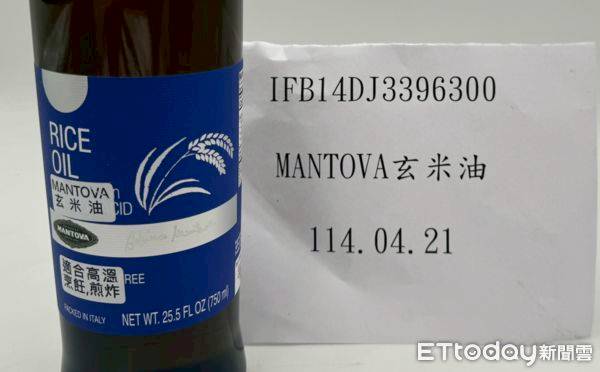 RICE
OIL
MANTOVA
玄米油
CID
MANTOVA
適合高溫
烹飪,煎炸
REE
PACKED IN ITALY
NET WT. 25.5 FL OZ (750 ml)
IFB14DJ3396300
MANTOVA玄米油
114.04.21
ETtoday新聞雲